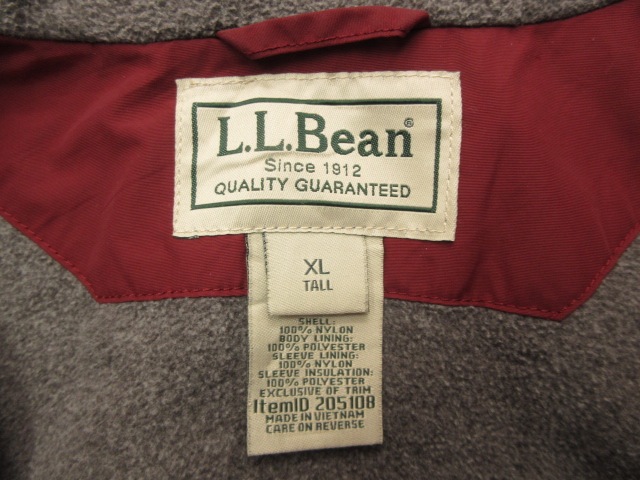 L.L.Bean®
Since 1912
QUALITY GUARANTEED
XL
TALL
SHELL:
100% NYLON
BODY LINING:
100% POLYESTER
SLEEVE LINING:
100% NYLON
SLEEVE INSULATION:
100% POLYESTER
EXCLUSIVE OF TRIM
ItemID 205108
MADE IN VIETNAM
CARE ON REVERSE